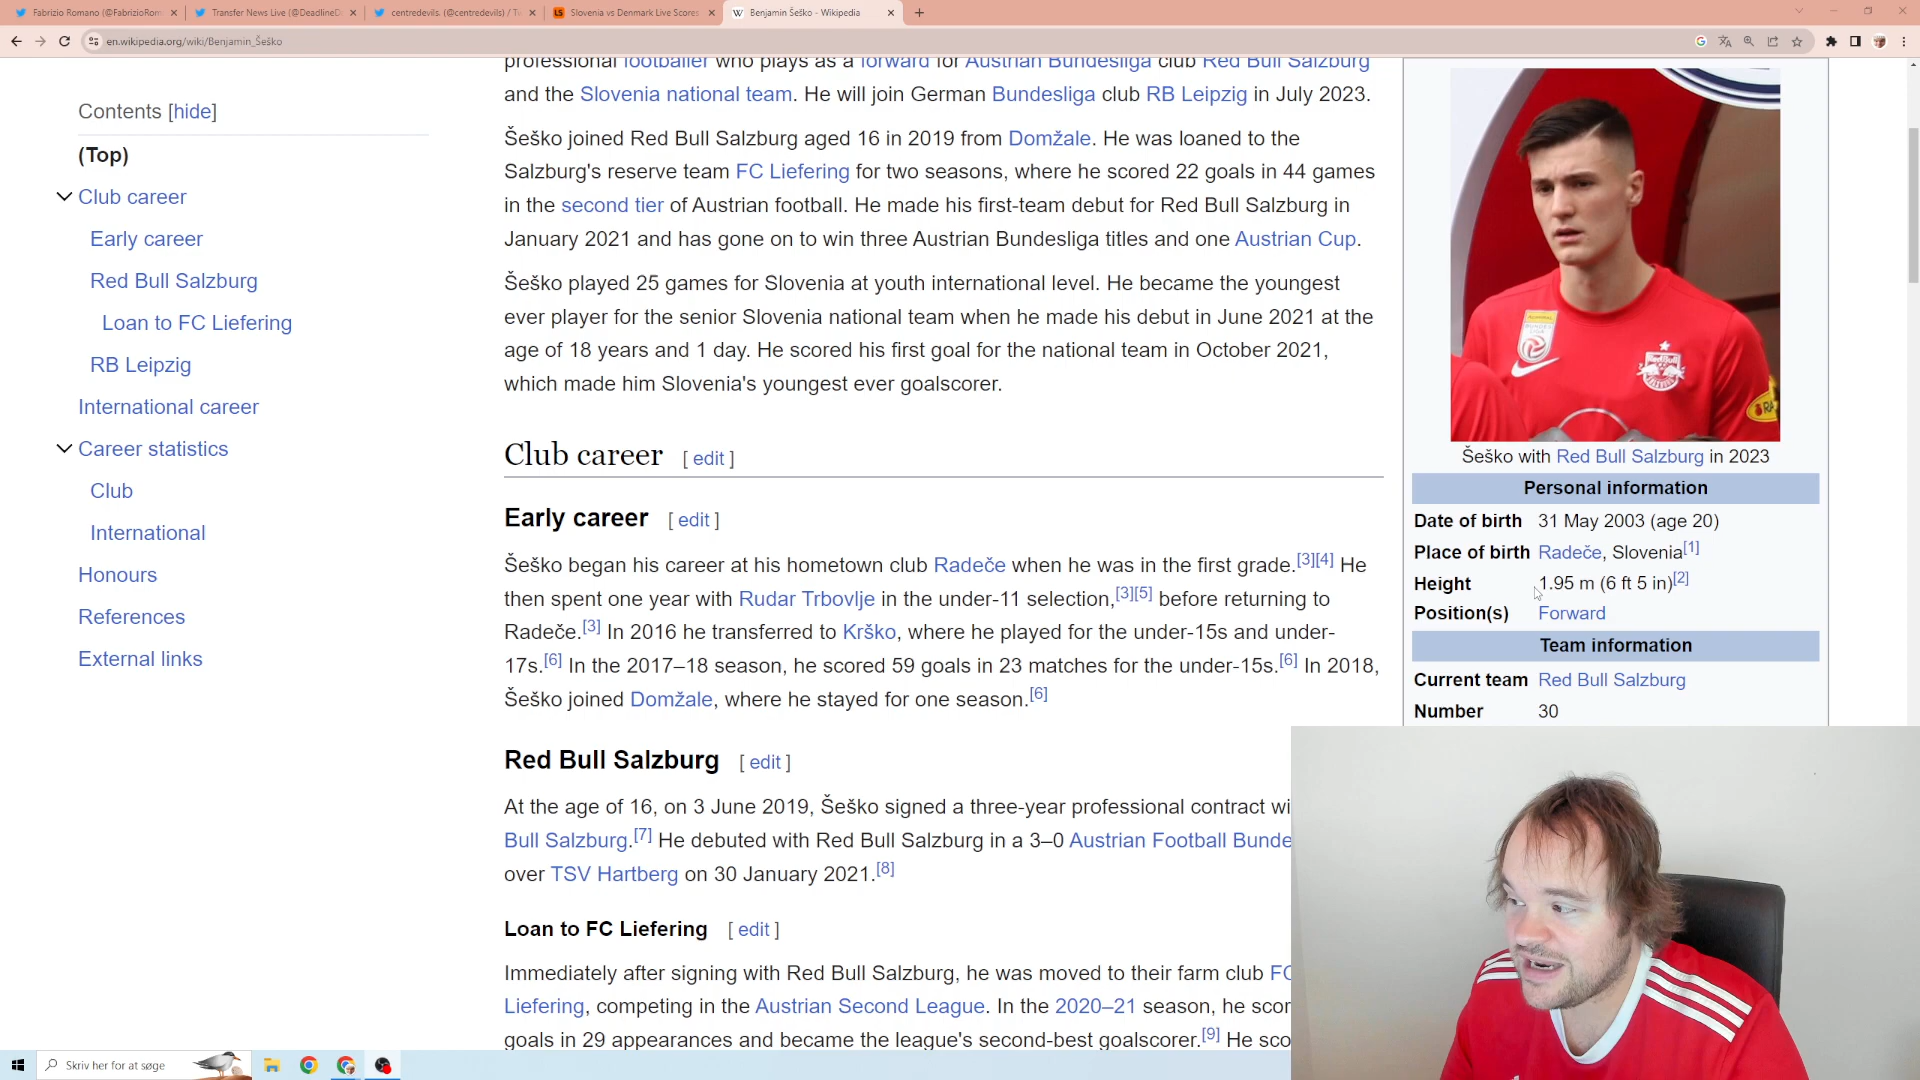 Fabrizio Romano (@FabrizioRom
Transfer News Live (@DeadlineD
centredevils. (@centredevils) / Tw
Slovenia vs Denmark Live Scores
Benjamin Šeško - Wikipedia
en.wikipedia.org/wiki/Benjamin_Šeško
Contents [hide]
(Top)
Club career
Early career
Red Bull Salzburg
Loan to FC Liefering
RB Leipzig
International career
Career statistics
Club
International
Honours
References
External links
professional footballer who plays as a forward for Austrian Bundesliga club Red Bull Salzburg
and the Slovenia national team. He will join German Bundesliga club RB Leipzig in July 2023.
Šeško joined Red Bull Salzburg aged 16 in 2019 from Domžale. He was loaned to the
Salzburg's reserve team FC Liefering for two seasons, where he scored 22 goals in 44 games
in the second tier of Austrian football. He made his first-team debut for Red Bull Salzburg in
January 2021 and has gone on to win three Austrian Bundesliga titles and one Austrian Cup.
Šeško played 25 games for Slovenia at youth international level. He became the youngest
ever player for the senior Slovenia national team when he made his debut in June 2021 at the
age of 18 years and 1 day. He scored his first goal for the national team in October 2021,
which made him Slovenia's youngest ever goalscorer.
Club career [ edit ]
Early career [ edit ]
Šeško began his career at his hometown club Radeče when he was in the first grade.[3][4] He
then spent one year with Rudar Trbovlje in the under-11 selection,[3][5] before returning to
Radeče.[3] In 2016 he transferred to Krško, where he played for the under-15s and under-
17s.[6] In the 2017–18 season, he scored 59 goals in 23 matches for the under-15s.[6] In 2018,
Šeško joined Domžale, where he stayed for one season.[6]
Red Bull Salzburg [ edit ]
At the age of 16, on 3 June 2019, Šeško signed a three-year professional contract wi
Bull Salzburg.[7] He debuted with Red Bull Salzburg in a 3–0 Austrian Football Bunde
over TSV Hartberg on 30 January 2021.[8]
Loan to FC Liefering [ edit ]
Immediately after signing with Red Bull Salzburg, he was moved to their farm club FC
Liefering, competing in the Austrian Second League. In the 2020–21 season, he scor
goals in 29 appearances and became the league's second-best goalscorer.[9] He sco
Šeško with Red Bull Salzburg in 2023
Personal information
Date of birth 31 May 2003 (age 20)
Place of birth Radeče, Slovenia[1]
Height 1.95 m (6 ft 5 in)[2]
Position(s) Forward
Team information
Current team Red Bull Salzburg
Number 30
Skriv her for at søge